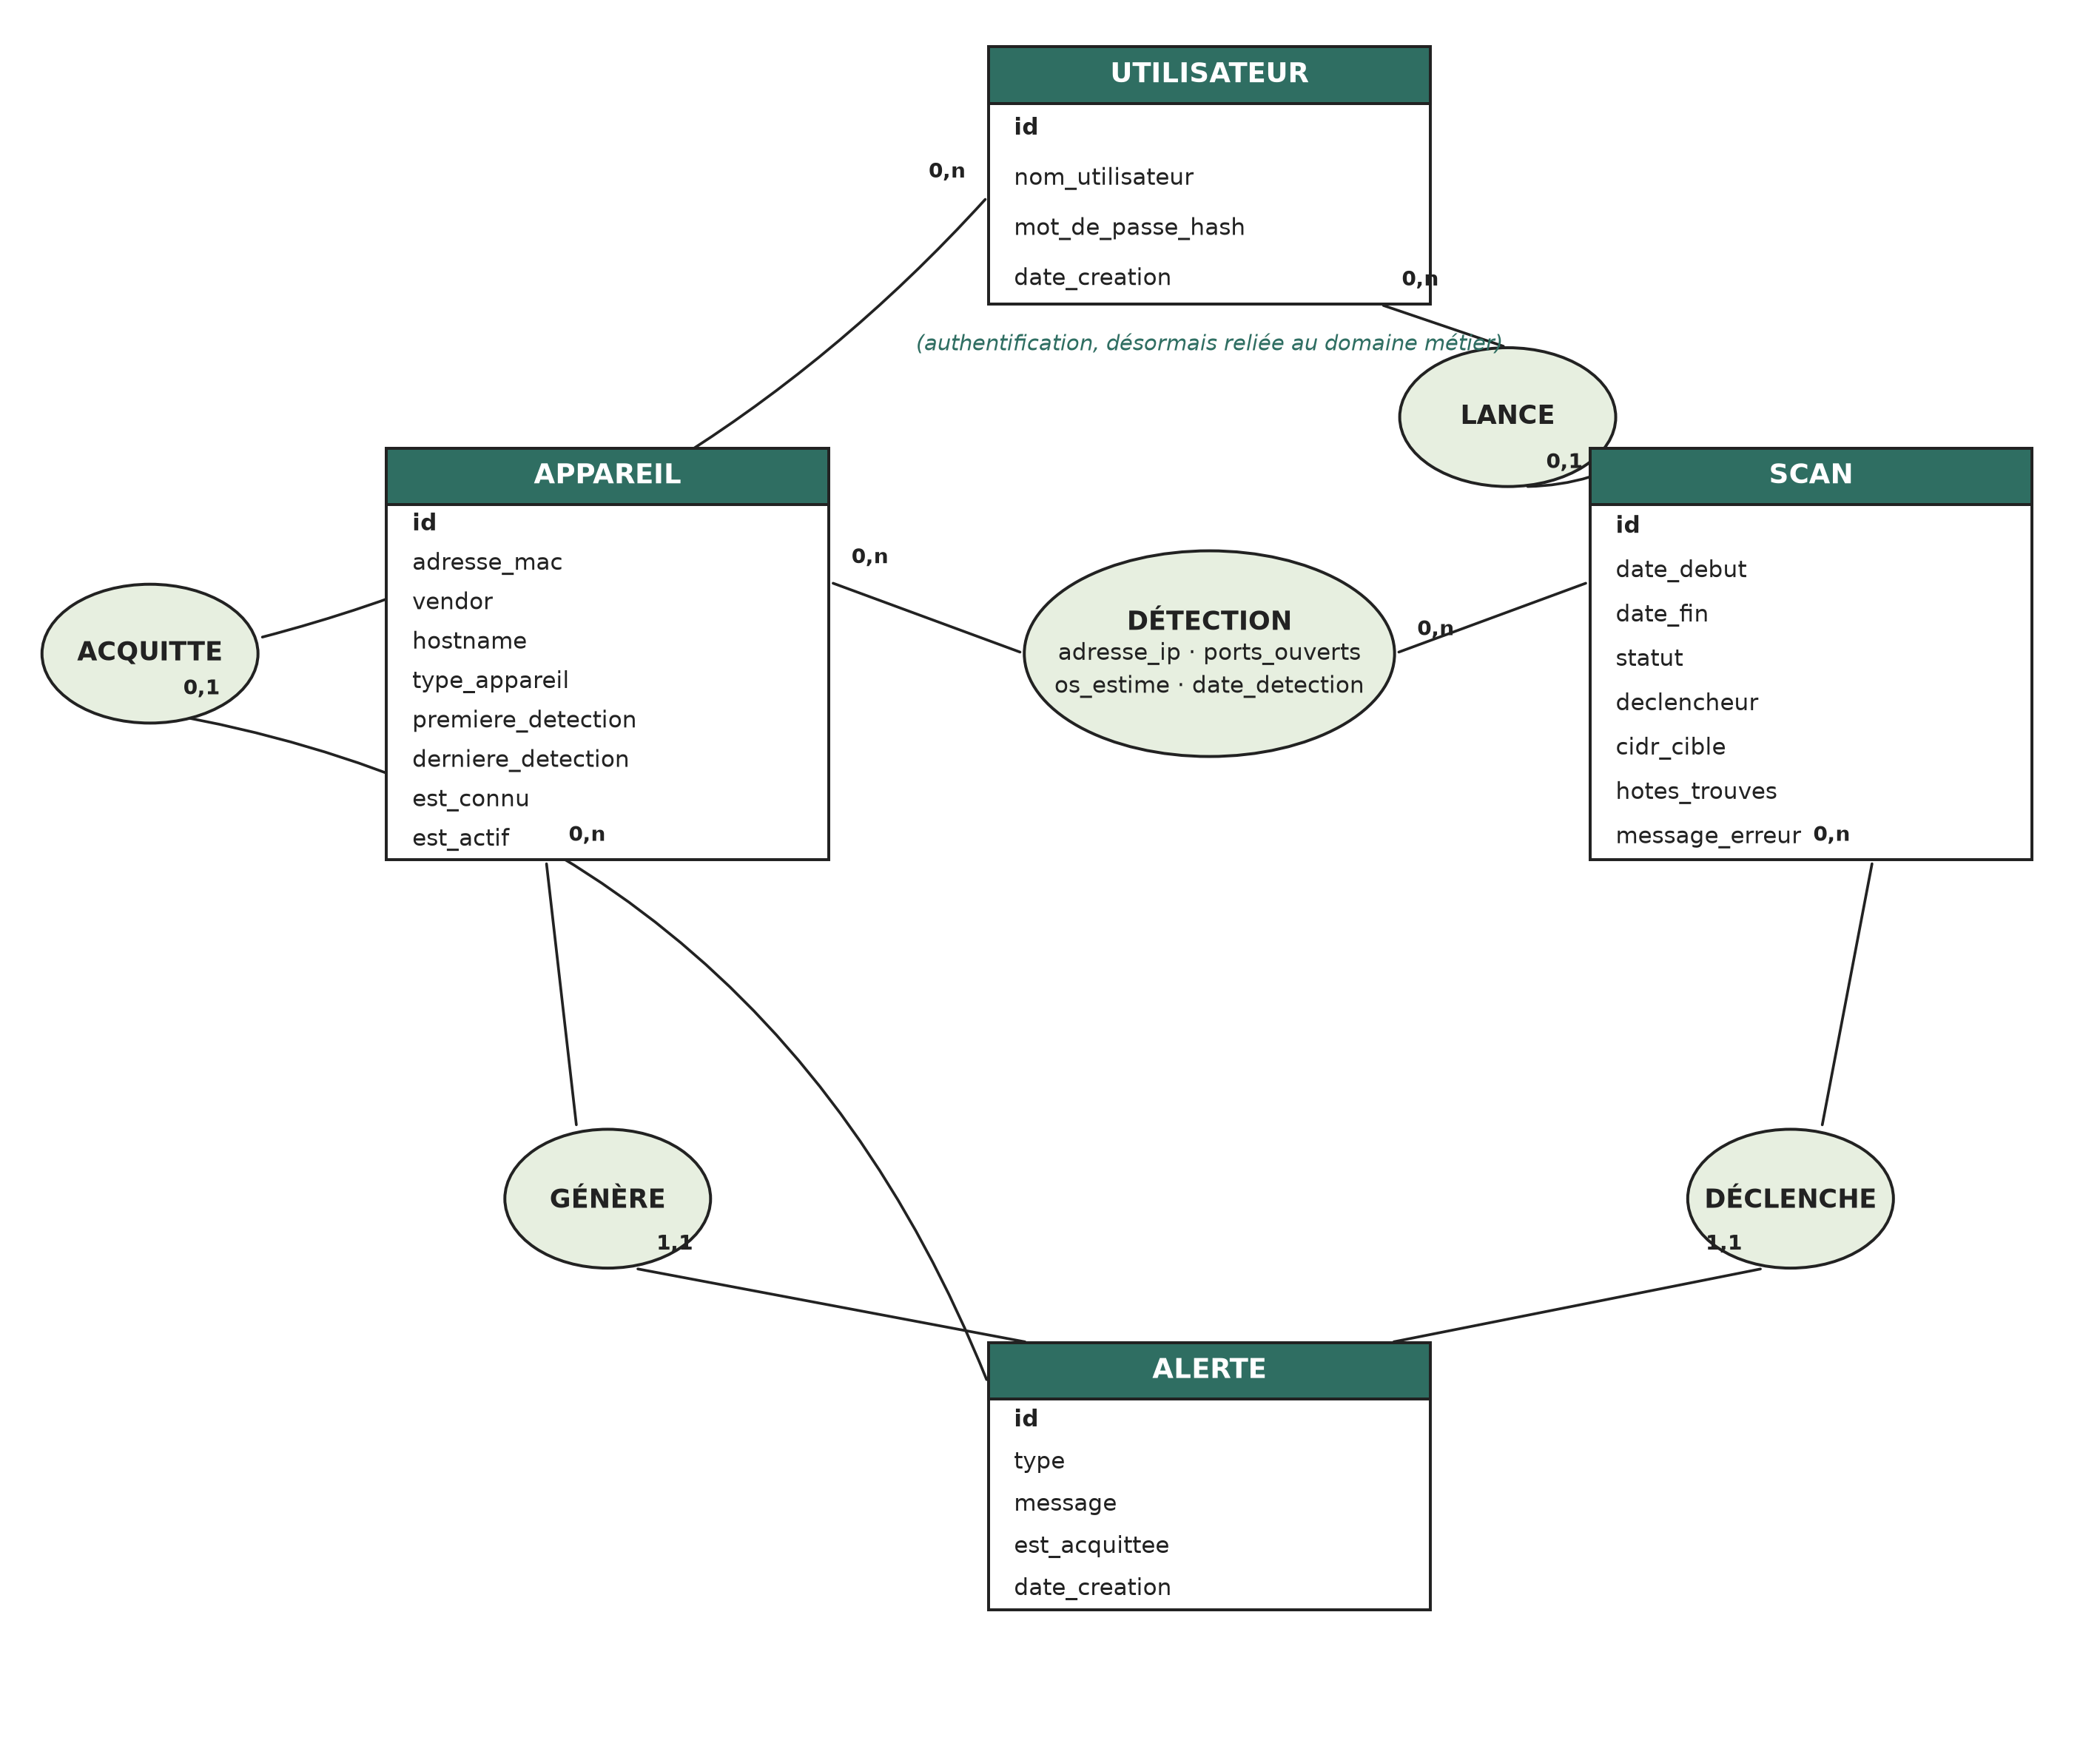 UTILISATEUR
id
nom_utilisateur
mot_de_passe_hash
date_creation
0,n
0,n
(authentification, désormais reliée au domaine métier)
LANCE
0,1
APPAREIL
id
adresse_mac
vendor
hostname
type_appareil
premiere_detection
derniere_detection
est_connu
est_actif
0,n
0,n
ACQUITTE
0,1
DÉTECTION
adresse_ip · ports_ouverts
os_estime · date_detection
0,n
SCAN
id
date_debut
date_fin
statut
declencheur
cidr_cible
hotes_trouves
message_erreur
0,n
GÉNÈRE
1,1
DÉCLENCHE
1,1
ALERTE
id
type
message
est_acquittee
date_creation